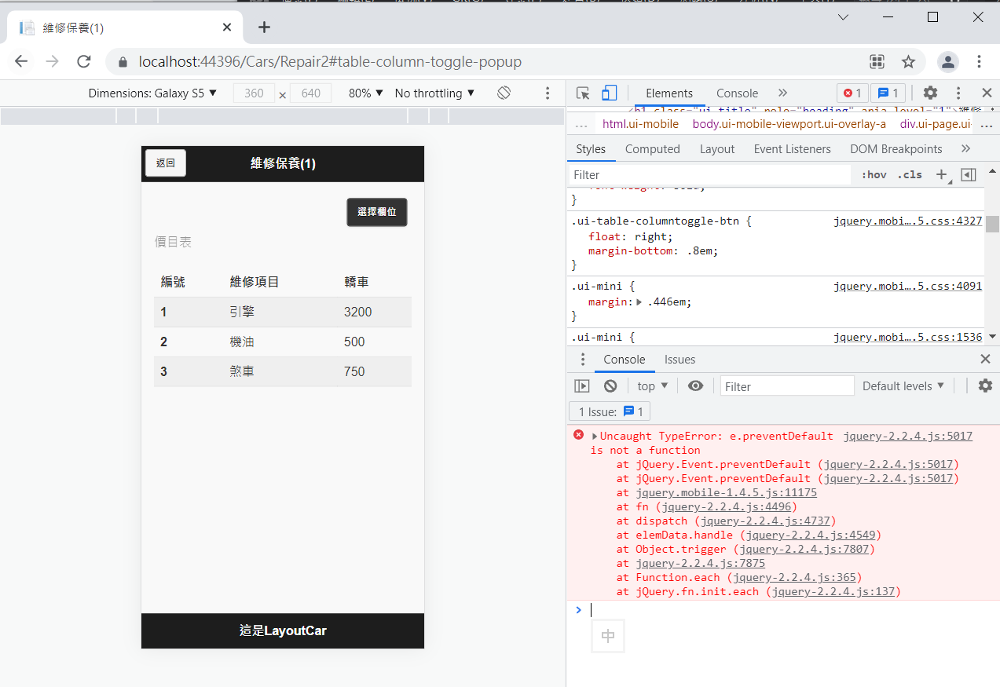 維修保養(1)
localhost:44396/Cars/Repair2#table-column-toggle-popup
Dimensions: Galaxy S5 ▼ 360 × 640 80% ▼ No throttling ▼
Elements Console » 1 1
… html.ui-mobile body.ui-mobile-viewport.ui-overlay-a div.ui-page.ui- …
Styles Computed Layout Event Listeners DOM Breakpoints »
Filter :hov .cls +
}
.ui-table-columntoggle-btn { jquery.mobi….5.css:4327
float: right;
margin-bottom: .8em;
}
.ui-mini { jquery.mobi….5.css:4091
margin: .446em;
}
.ui-mini { jquery.mobi….5.css:1536
Console Issues
top ▼ Filter Default levels ▼
1 Issue: 1
Uncaught TypeError: e.preventDefault jquery-2.2.4.js:5017
is not a function
at jQuery.Event.preventDefault (jquery-2.2.4.js:5017)
at jQuery.Event.preventDefault (jquery-2.2.4.js:5017)
at jquery.mobile-1.4.5.js:11175
at fn (jquery-2.2.4.js:4496)
at dispatch (jquery-2.2.4.js:4737)
at elemData.handle (jquery-2.2.4.js:4549)
at Object.trigger (jquery-2.2.4.js:7807)
at jquery-2.2.4.js:7875
at Function.each (jquery-2.2.4.js:365)
at jQuery.fn.init.each (jquery-2.2.4.js:137)
>
中
返回 維修保養(1)
選擇欄位
價目表
編號 維修項目 轎車
1 引擎 3200
2 機油 500
3 煞車 750
這是LayoutCar